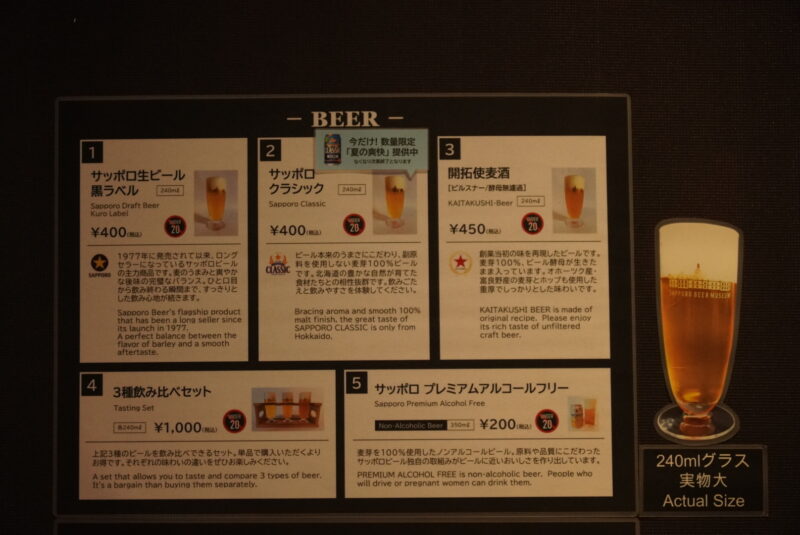 — BEER —
1
サッポロ生ビール
黒ラベル
240mℓ
Sapporo Draft Beer
Kuro Label
¥400(税込)
UNDER 20
SAPPORO
1977年に発売されて以来、ロング
セラーになっているサッポロビール
の主力商品です。麦のうまみと爽やか
な後味の完璧なバランス。ひと口目
から飲み終わる瞬間まで、すっきりと
した飲み心地が続きます。
Sapporo Beer's flagship product
that has been a long seller since
its launch in 1977.
A perfect balance between the
flavor of barley and a smooth
aftertaste.
2
今だけ!数量限定
「夏の爽快」提供中
なくなり次第終了となります
サッポロ
クラシック
240mℓ
Sapporo Classic
¥400(税込)
UNDER 20
CLASSIC
ビール本来のうまさにこだわり、副原
料を使用しない麦芽100%ビール
です。北海道の豊かな自然が育てた
食材たちとの相性抜群です。飲みごた
えと飲みやすさを体験してください。
Bracing aroma and smooth 100%
malt finish, the great taste of
SAPPORO CLASSIC is only from
Hokkaido.
3
開拓使麦酒
[ピルスナー/酵母無濾過]
KAITAKUSHI-Beer
240mℓ
¥450(税込)
UNDER 20
創業当初の味を再現したビールです。
麦芽100%、ビール酵母が生きた
まま入っています。オホーツク産・
富良野産の麦芽とホップも使用した
重厚でしっかりとした味わいです。
KAITAKUSHI BEER is made of
original recipe. Please enjoy
its rich taste of unfiltered
craft beer.
4
3種飲み比べセット
Tasting Set
各240mℓ
¥1,000(税込)
UNDER 20
上記3種のビールを飲み比べできるセット。単品で購入いただくより
お得です。それぞれの味わいの違いをぜひお楽しみください。
A set that allows you to taste and compare 3 types of beer.
It's a bargain than buying them separately.
5
サッポロ プレミアムアルコールフリー
Sapporo Premium Alcohol Free
Non-Alcoholic Beer
350mℓ
¥200(税込)
UNDER 20
麦芽を100%使用したノンアルコールビール。原料や品質にこだわった
サッポロビール独自の取組みがビールに近いおいしさを作り出しています。
PREMIUM ALCOHOL FREE is non-alcoholic beer. People who
will drive or pregnant women can drink them.
SAPPORO BEER MUSEUM
240mlグラス
実物大
Actual Size